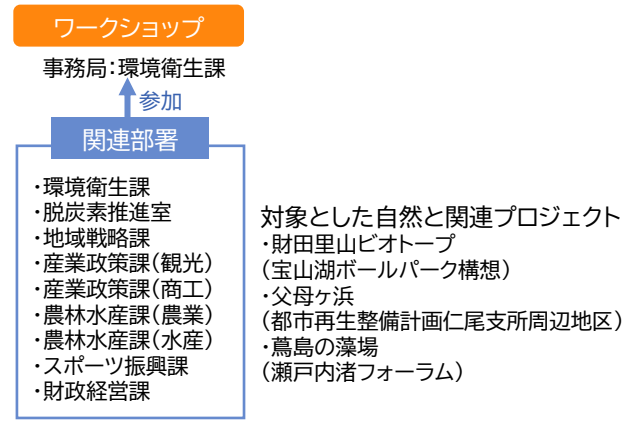 ワークショップ
事務局：環境衛生課
参加
関連部署
・環境衛生課
・脱炭素推進室
・地域戦略課
・産業政策課（観光）
・産業政策課（商工）
・農林水産課（農業）
・農林水産課（水産）
・スポーツ振興課
・財政経営課
対象とした自然と関連プロジェクト
・財田里山ビオトープ
（宝山湖ボールパーク構想）
・父母ヶ浜
（都市再生整備計画仁尾支所周辺地区）
・蔦島の藻場
（瀬戸内渚フォーラム）